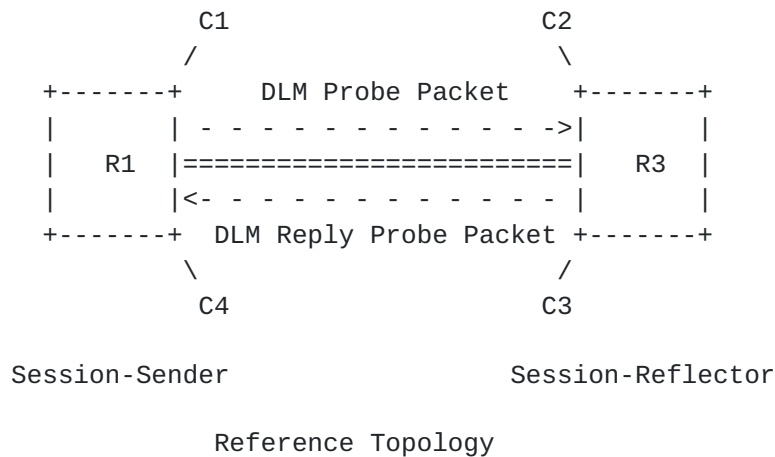 C1 C2
DLM Probe Packet
R1 R3
DLM Reply Probe Packet
C4 C3
Session-Sender Session-Reflector
Reference Topology